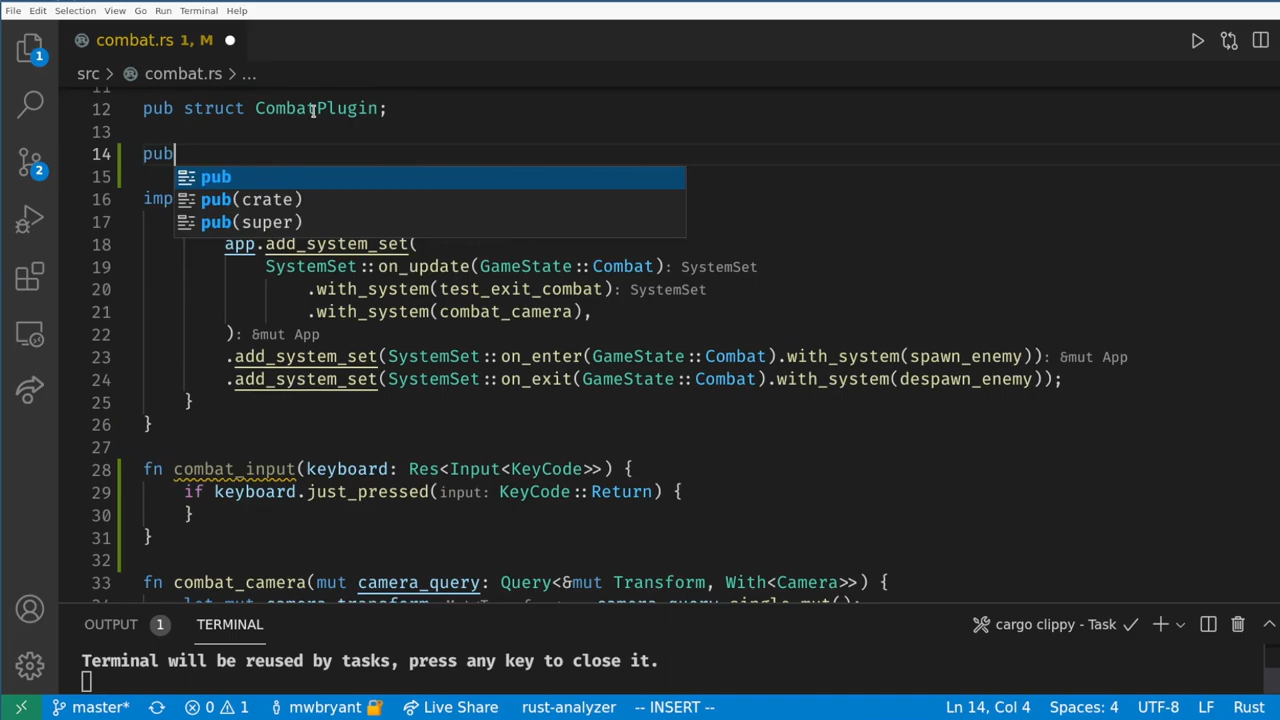 File Edit Selection View Go Run Terminal Help
combat.rs 1, M
src > combat.rs > ...
11
12 pub struct CombatPlugin;
13
14 pub
15 pub
16 imp pub(crate)
17 pub(super)
18 app.add_system_set(
19 SystemSet::on_update(GameState::Combat): SystemSet
20 .with_system(test_exit_combat): SystemSet
21 .with_system(combat_camera),
22 ): &mut App
23 .add_system_set(SystemSet::on_enter(GameState::Combat).with_system(spawn_enemy)): &mut App
24 .add_system_set(SystemSet::on_exit(GameState::Combat).with_system(despawn_enemy));
25 }
26 }
27
28 fn combat_input(keyboard: Res<Input<KeyCode>>) {
29 if keyboard.just_pressed(input: KeyCode::Return) {
30 }
31 }
32
33 fn combat_camera(mut camera_query: Query<&mut Transform, With<Camera>>) {
OUTPUT 1 TERMINAL cargo clippy - Task
Terminal will be reused by tasks, press any key to close it.
master* 0 1 mwbryant Live Share rust-analyzer -- INSERT -- Ln 14, Col 4 Spaces: 4 UTF-8 LF Rust
1
2